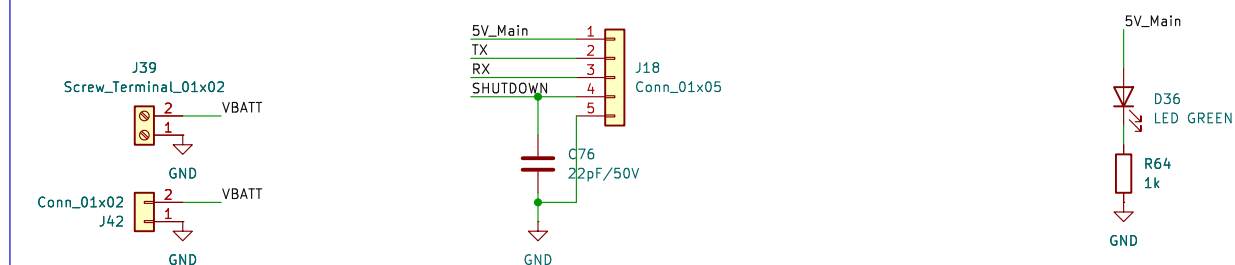 J39
Screw_Terminal_01x02
2
VBATT
1
GND
Conn_01x02
J42
2
VBATT
1
GND
5V_Main
1
TX
2
RX
3
SHUTDOWN
4
5
J18
Conn_01x05
C76
22pF/50V
GND
5V_Main
D36
LED GREEN
R64
1k
GND